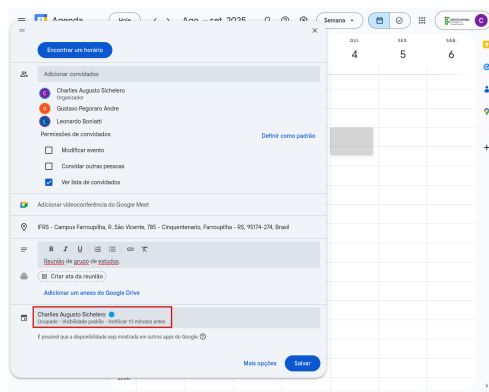 Agenda
Hoje
Ago. – set. 2025
Semana
Encontrar um horário
QUI.
SEX.
SÁB.
4
5
6
Adicionar convidados
C
Charlles Augusto Sichelero
Organizador
G
Gustavo Pegoraro Andre
L
Leonardo Boniatti
Permissões de convidados
Definir como padrão
Modificar evento
Convidar outras pessoas
Ver lista de convidados
Adicionar videoconferência do Google Meet
IFRS - Campus Farroupilha, R. São Vicente, 785 - Cinquentenário, Farroupilha - RS, 95174-274, Brasil
B I U
Reunião de grupo de estudos.
Criar ata da reunião
Adicionar um anexo do Google Drive
Charlles Augusto Sichelero
Ocupado · Visibilidade padrão · Notificar 10 minutos antes
É possível que a disponibilidade seja mostrada em outros apps do Google
Mais opções
Salvar